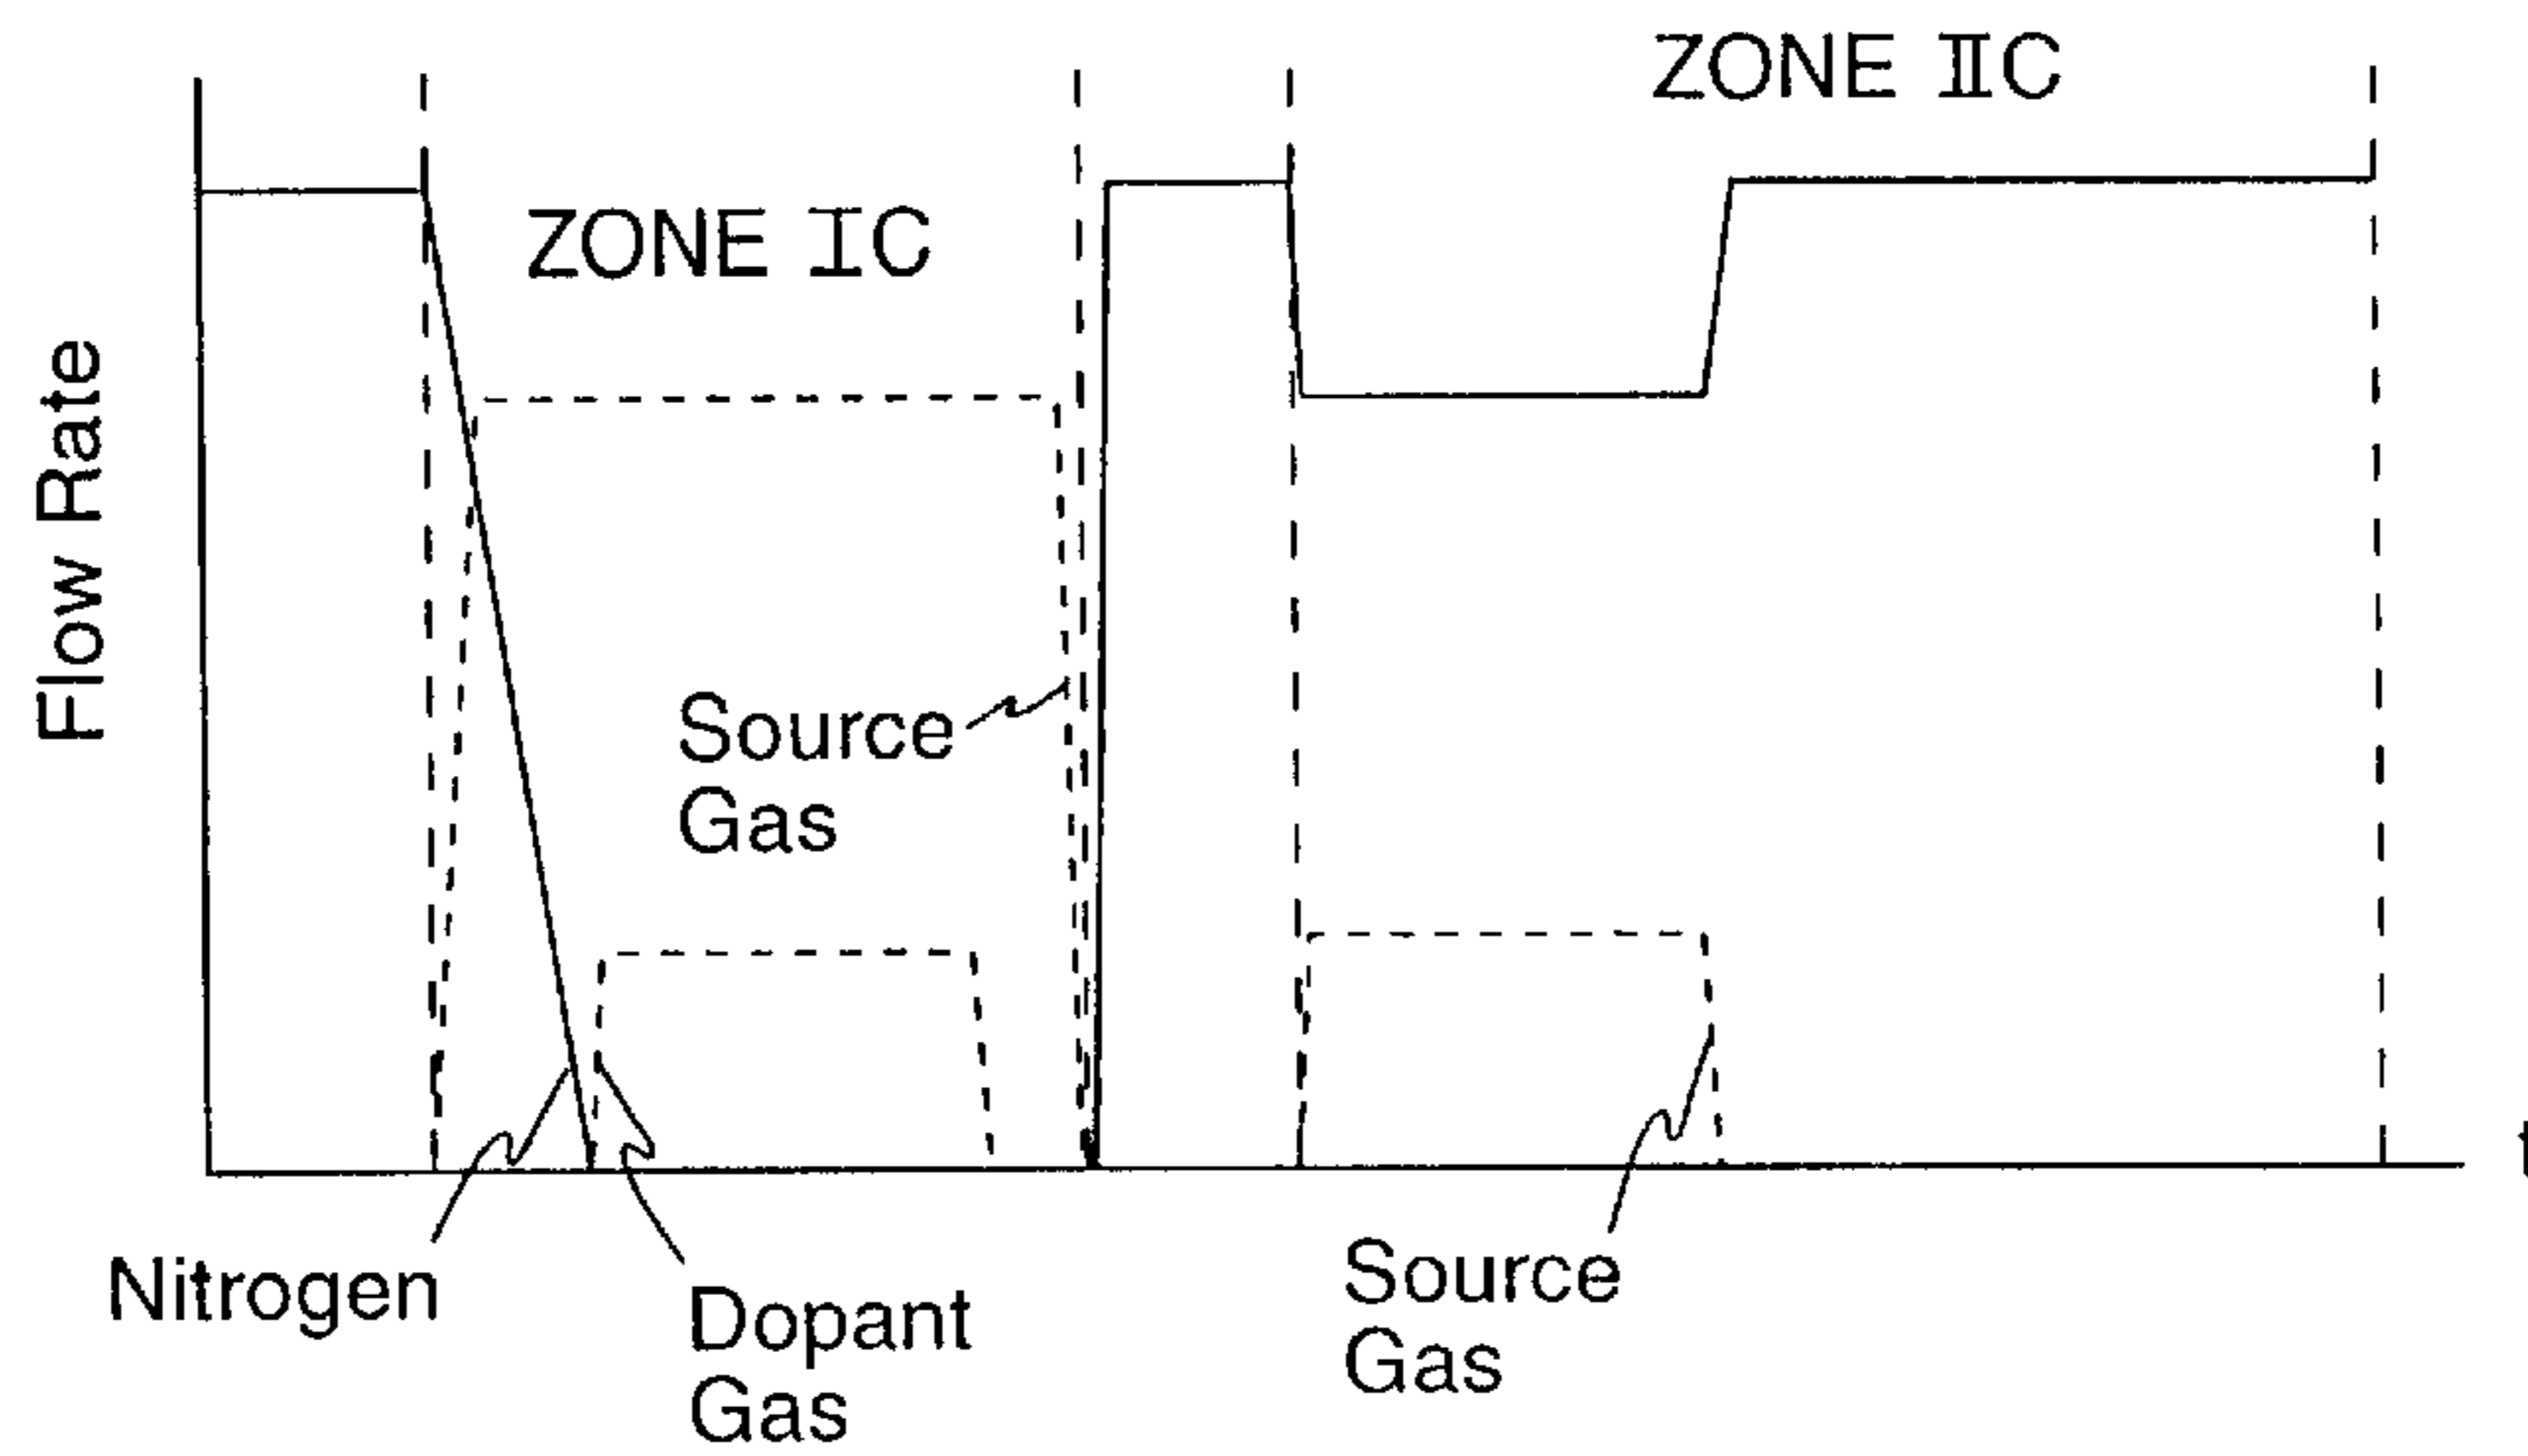 ZONE IIC
ZONE IC
Flow Rate
Source
Gas
t
Nitrogen
Dopant
Gas
Source
Gas